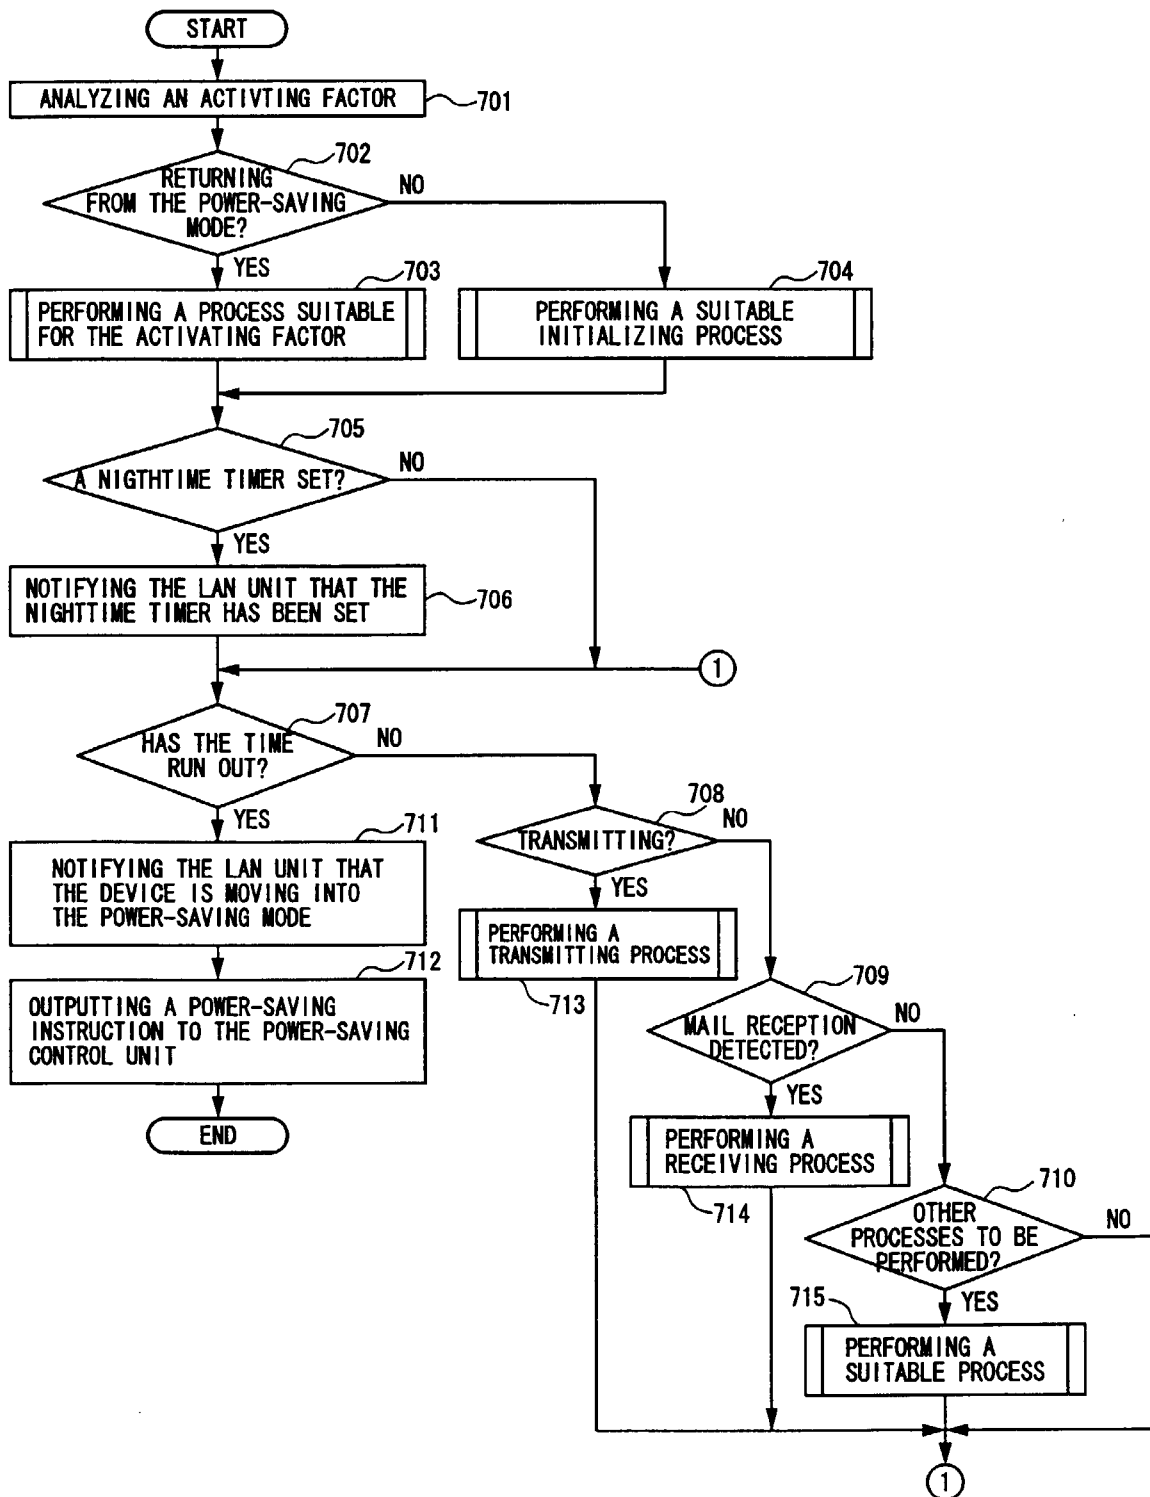 START
ANALYZING AN ACTIVTING FACTOR
701
702
RETURNING
FROM THE POWER-SAVING
MODE?
NO
YES
703
PERFORMING A PROCESS SUITABLE
FOR THE ACTIVATING FACTOR
704
PERFORMING A SUITABLE
INITIALIZING PROCESS
705
A NIGTHTIME TIMER SET?
NO
YES
NOTIFYING THE LAN UNIT THAT THE
NIGHTTIME TIMER HAS BEEN SET
706
1
707
HAS THE TIME
RUN OUT?
NO
YES
708
TRANSMITTING?
NO
YES
711
NOTIFYING THE LAN UNIT THAT
THE DEVICE IS MOVING INTO
THE POWER-SAVING MODE
PERFORMING A
TRANSMITTING PROCESS
713
712
OUTPUTTING A POWER-SAVING
INSTRUCTION TO THE POWER-SAVING
CONTROL UNIT
END
709
MAIL RECEPTION
DETECTED?
NO
YES
PERFORMING A
RECEIVING PROCESS
714
710
OTHER
PROCESSES TO BE
PERFORMED?
NO
YES
715
PERFORMING A
SUITABLE PROCESS
1